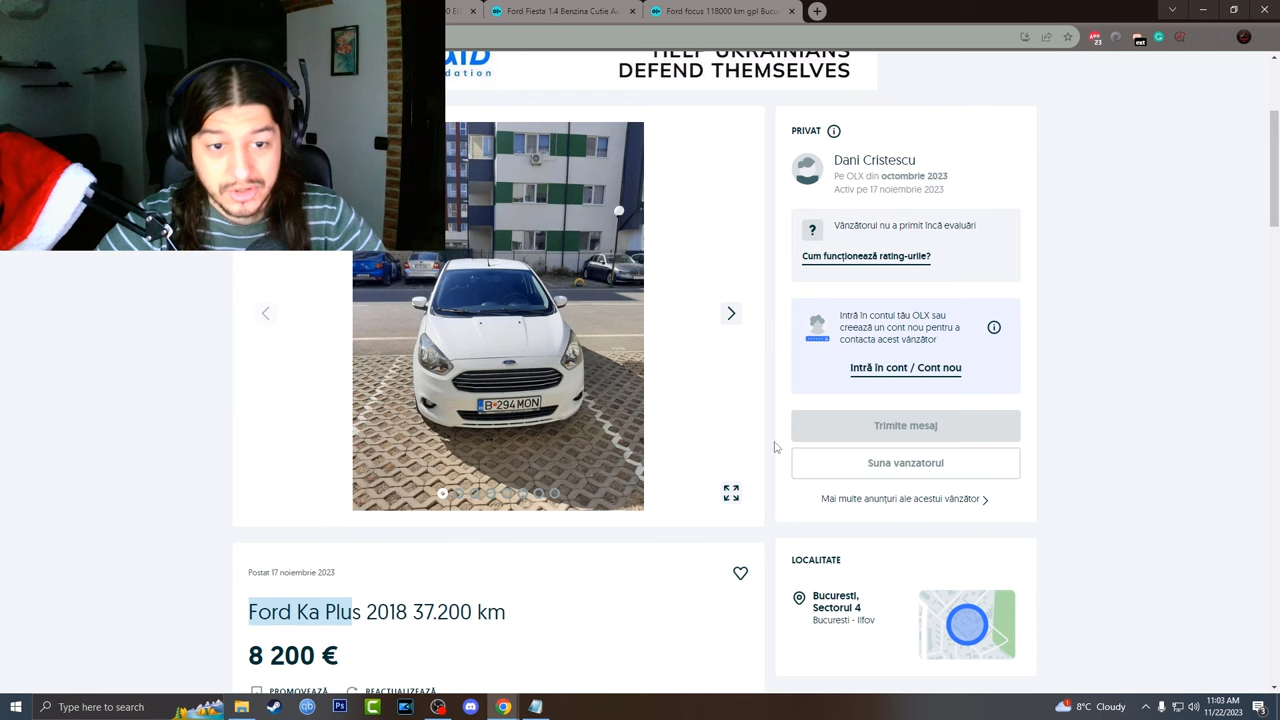 Ford Fiesta 1.4 Benzina Cutie Au
Ford focus 118000 km gpl Bucu
23
ext
HELP UKRAINIANS
DEFEND THEMSELVES
PRIVAT
Dani Cristescu
Pe OLX din octombrie 2023
Activ pe 17 noiembrie 2023
?
Vânzătorul nu a primit încă evaluări
Cum funcționează rating-urile?
Intră în contul tău OLX sau
creează un cont nou pentru a
contacta acest vânzător
Intră în cont / Cont nou
Trimite mesaj
Suna vanzatorul
Mai multe anunțuri ale acestui vânzător
B 294 MON
Postat 17 noiembrie 2023
Ford Ka Plus 2018 37.200 km
8 200 €
PROMOVEAZĂ
REACTUALIZEAZĂ
LOCALITATE
Bucuresti,
Sectorul 4
Bucuresti - Ilfov
Type here to search
8°C Cloudy
11:03 AM
11/22/2023